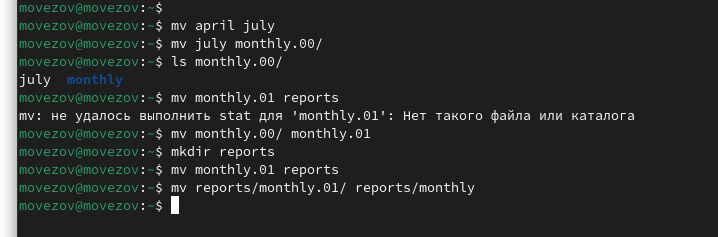 movezov@movezov:~$
movezov@movezov:~$ mv april july
movezov@movezov:~$ mv july monthly.00/
movezov@movezov:~$ ls monthly.00/
july  monthly
movezov@movezov:~$ mv monthly.01 reports
mv: не удалось выполнить stat для 'monthly.01': Нет такого файла или каталога
movezov@movezov:~$ mv monthly.00/ monthly.01
movezov@movezov:~$ mkdir reports
movezov@movezov:~$ mv monthly.01 reports
movezov@movezov:~$ mv reports/monthly.01/ reports/monthly
movezov@movezov:~$